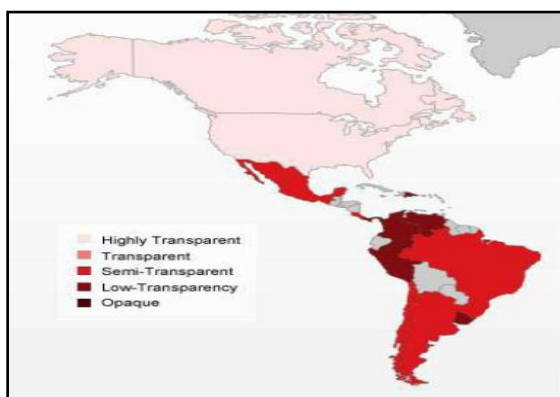 Highly Transparent
Transparent
Semi-Transparent
Low-Transparency
Opaque